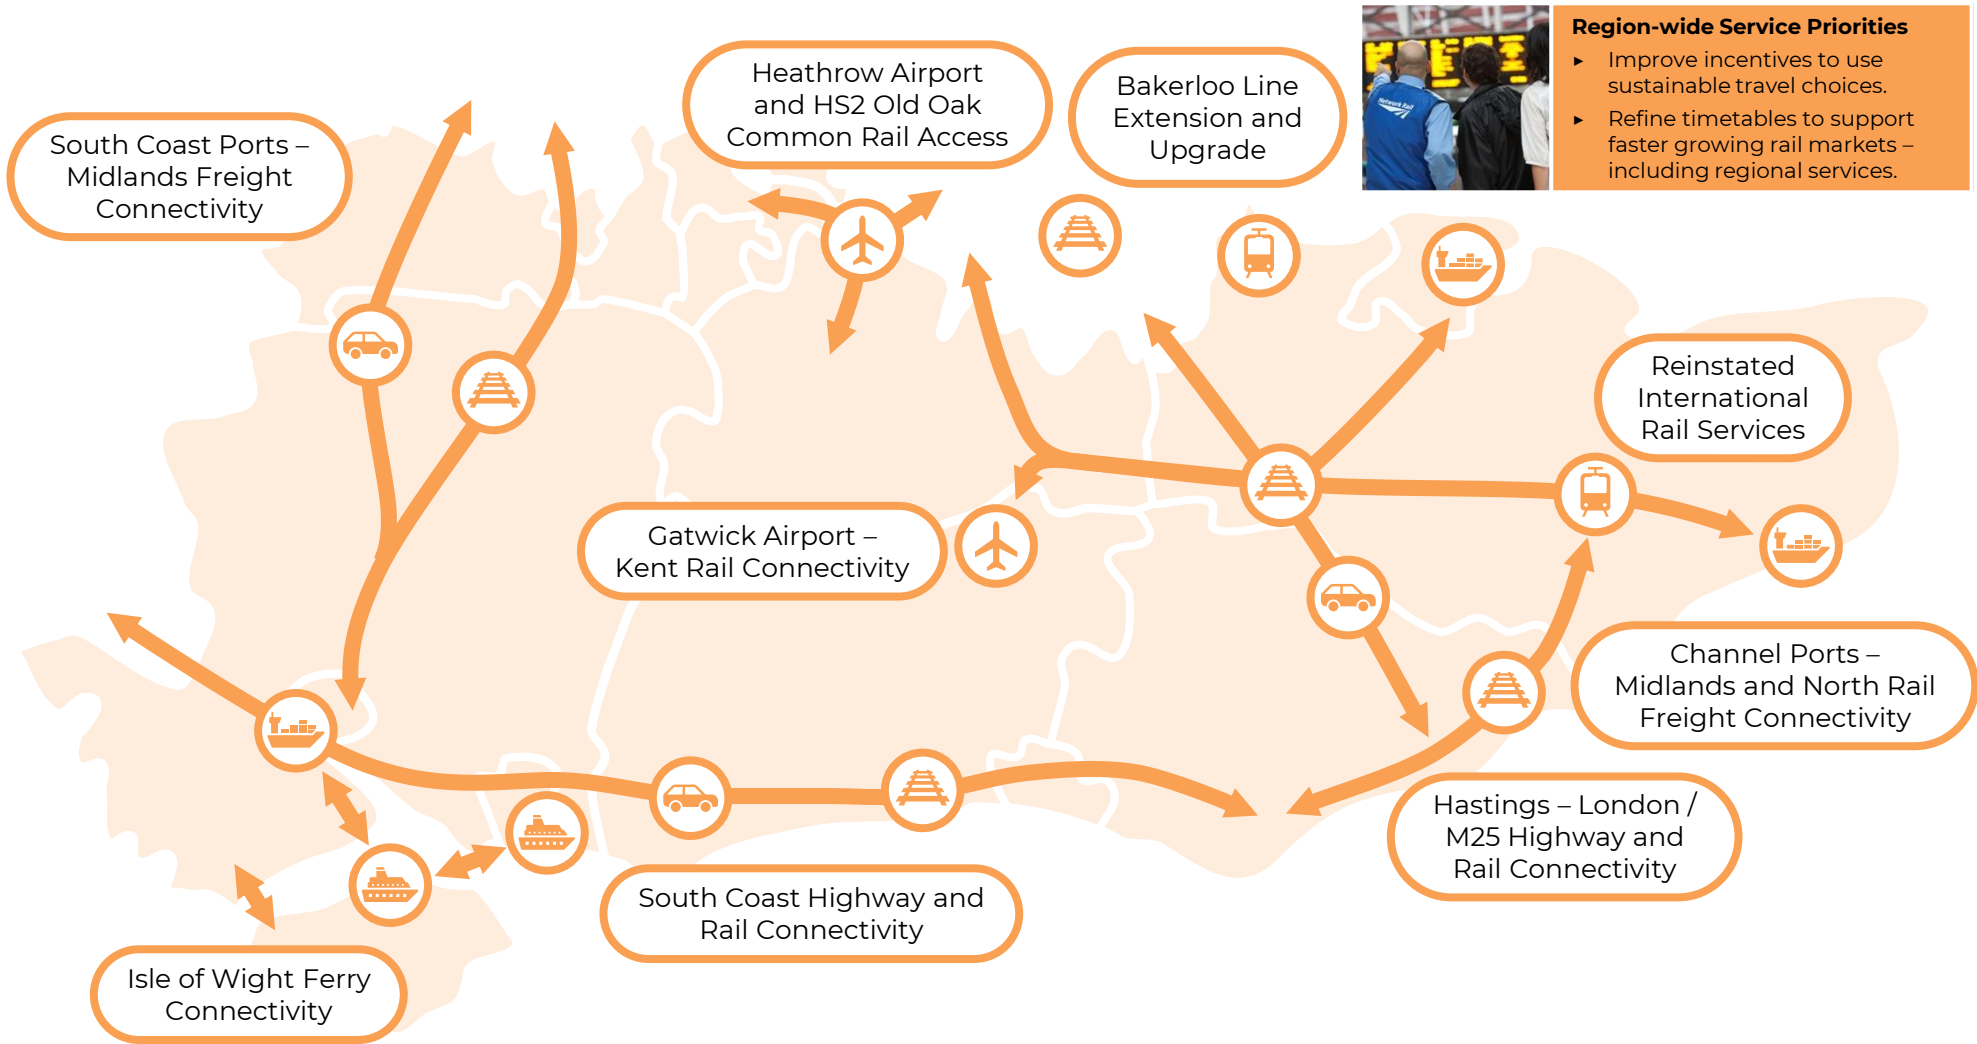 Region-wide Service Priorities
► Improve incentives to use
sustainable travel choices.
► Refine timetables to support
faster growing rail markets –
including regional services.
Network Rail
Heathrow Airport
and HS2 Old Oak
Common Rail Access
Bakerloo Line
Extension and
Upgrade
South Coast Ports –
Midlands Freight
Connectivity
Reinstated
International
Rail Services
Gatwick Airport –
Kent Rail Connectivity
Channel Ports –
Midlands and North Rail
Freight Connectivity
Hastings – London /
M25 Highway and
Rail Connectivity
South Coast Highway and
Rail Connectivity
Isle of Wight Ferry
Connectivity